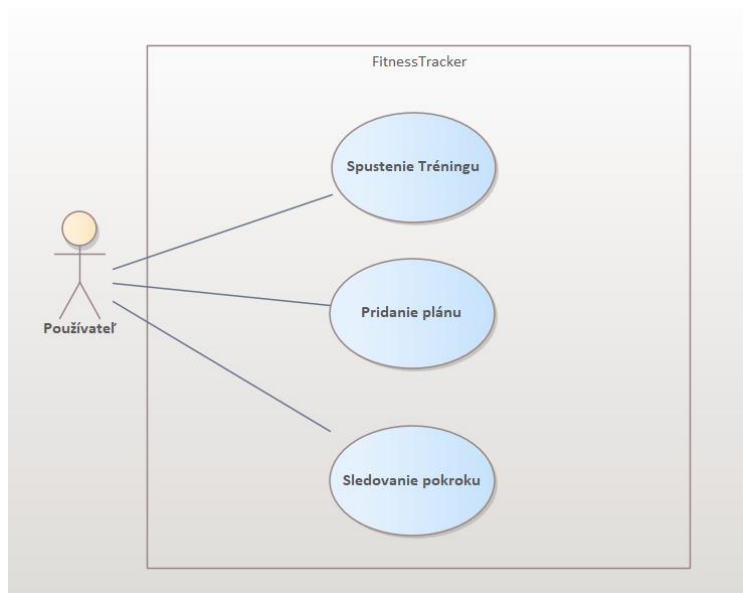 FitnessTracker
Spustenie Tréningu
Pridanie plánu
Používateľ
Sledovanie pokroku